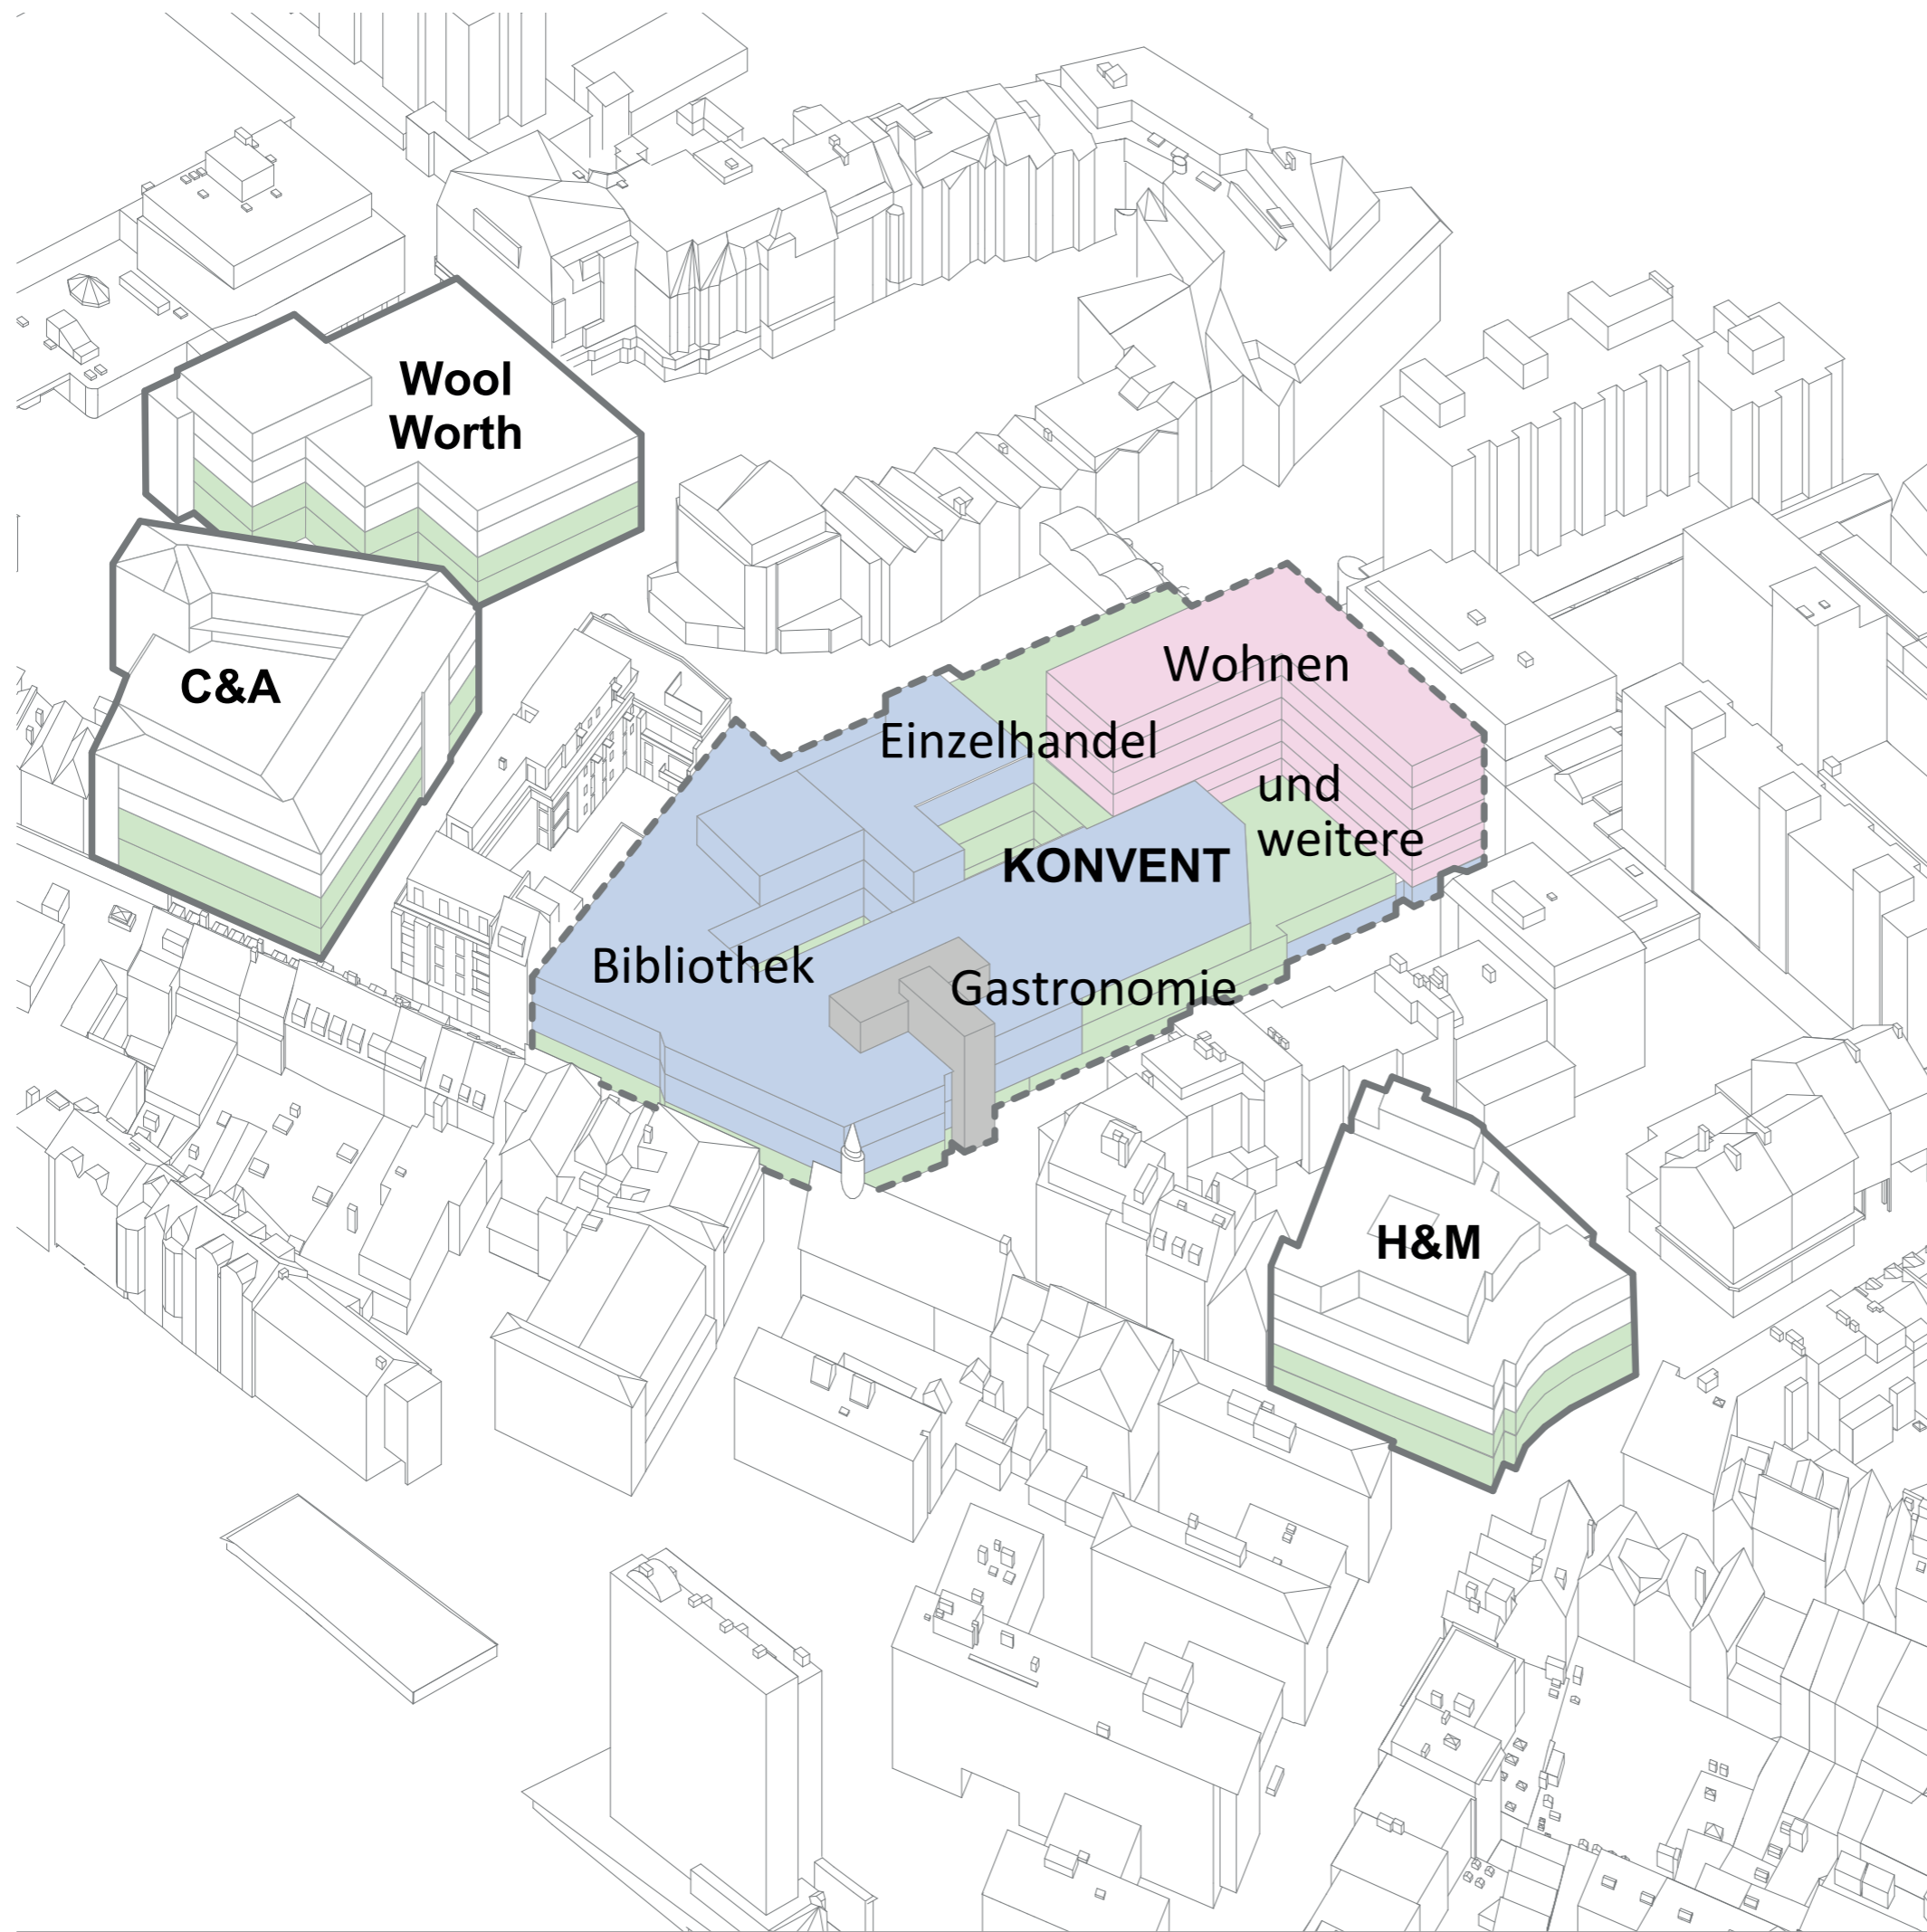 Wool
Worth
C&A
Wohnen
Einzelhandel
und
weitere
KONVENT
Bibliothek
Gastronomie
H&M